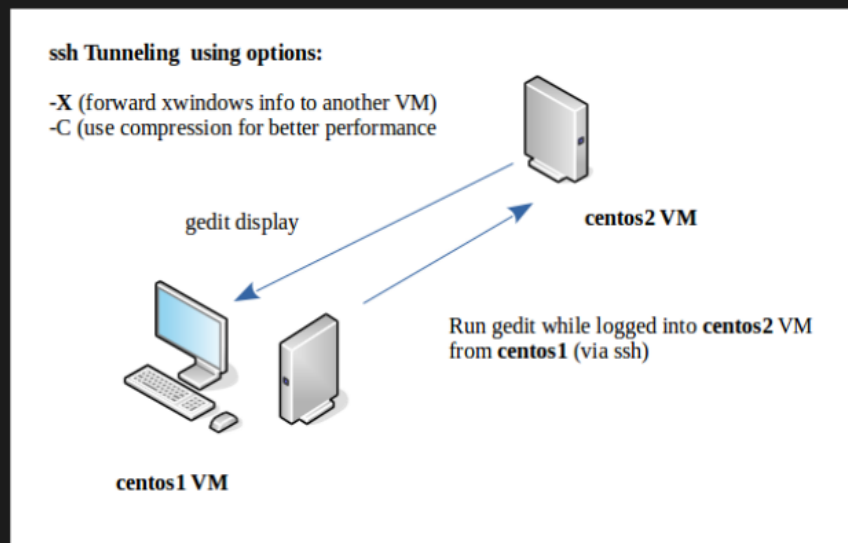 ssh Tunneling using options:
-X (forward xwindows info to another VM)
-C (use compression for better performance
gedit display
centos2 VM
Run gedit while logged into centos2 VM
from centos1 (via ssh)
centos1 VM